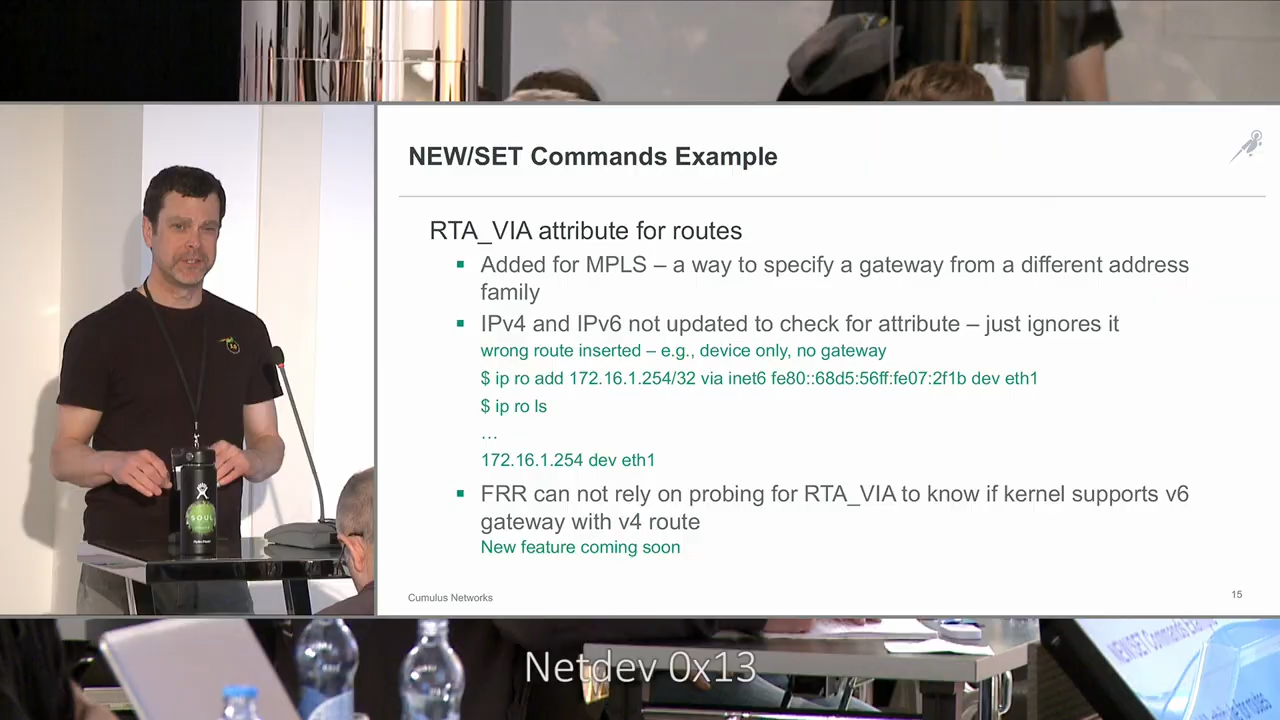 NEW/SET Commands Example
RTA_VIA attribute for routes
▪ Added for MPLS – a way to specify a gateway from a different address
family
▪ IPv4 and IPv6 not updated to check for attribute – just ignores it
wrong route inserted – e.g., device only, no gateway
$ ip ro add 172.16.1.254/32 via inet6 fe80::68d5:56ff:fe07:2f1b dev eth1
$ ip ro ls
…
172.16.1.254 dev eth1
▪ FRR can not rely on probing for RTA_VIA to know if kernel supports v6
gateway with v4 route
New feature coming soon
Cumulus Networks
15
SOUL
Netdev 0x13
NEW/SET Commands